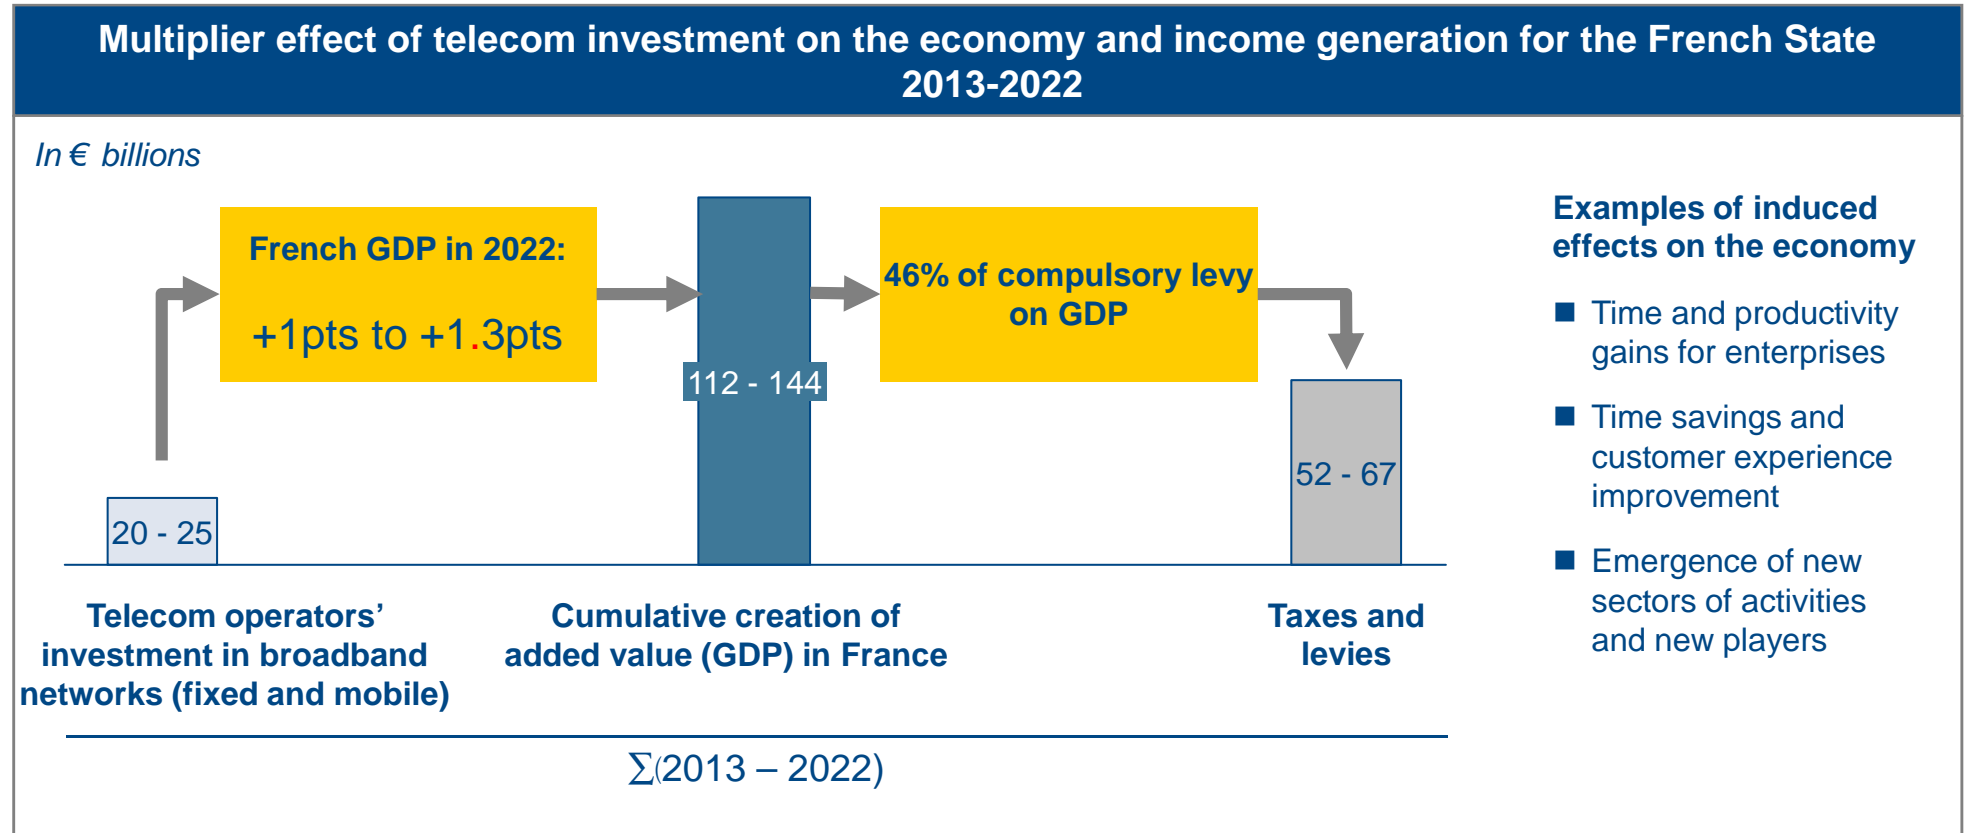 Multiplier effect of telecom investment on the economy and income generation for the French State
2013-2022
In € billions
French GDP in 2022:
+1pts to +1.3pts
46% of compulsory levy
on GDP
112 - 144
20 - 25
52 - 67
Telecom operators’
investment in broadband
networks (fixed and mobile)
Cumulative creation of
added value (GDP) in France
Taxes and
levies
∑(2013 – 2022)
Examples of induced
effects on the economy
■ Time and productivity
gains for enterprises
■ Time savings and
customer experience
improvement
■ Emergence of new
sectors of activities
and new players